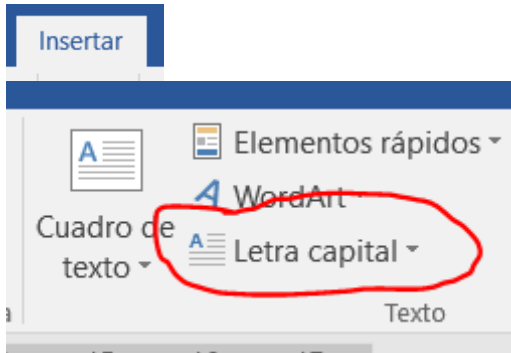 Insertar
Elementos rápidos
WordArt
Cuadro de
texto
Letra capital
Texto